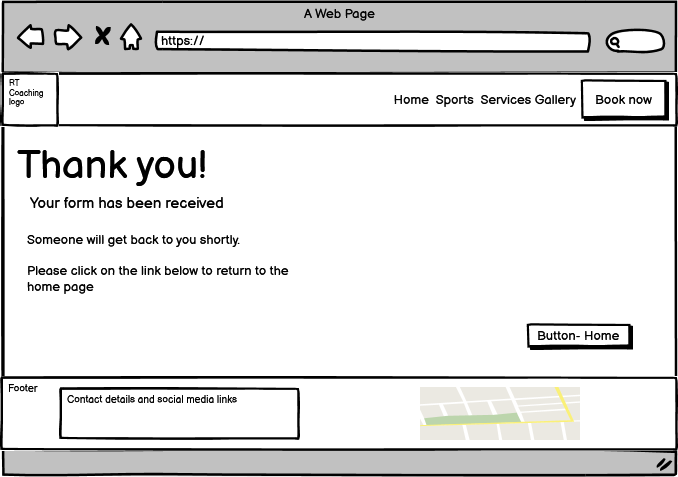 A Web Page
https://
RT
Coaching
logo
Home Sports Services Gallery Book now
Thank you!
Your form has been received
Someone will get back to you shortly.
Please click on the link below to return to the
home page
Button- Home
Footer
Contact details and social media links